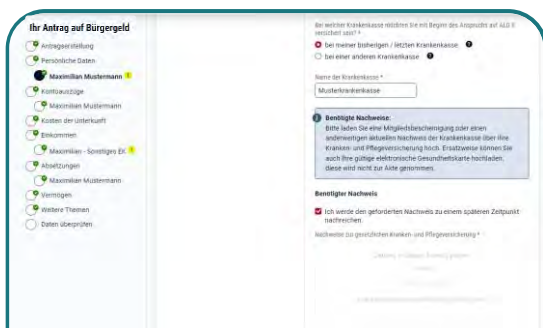 Ihr Antrag auf Bürgergeld
Antragserstellung
Persönliche Daten
Maximilian Mustermann
Kontoauszüge
Maximilian Mustermann
Kosten der Unterkunft
Einkommen
Maximilian - Sonstiges EK
Absetzungen
Maximilian Mustermann
Vermögen
Weitere Themen
Daten überprüfen
Bei welcher Krankenkasse möchten Sie mit Beginn des Anspruchs auf ALG II
versichert sein? *
bei meiner bisherigen / letzten Krankenkasse
bei einer anderen Krankenkasse
Name der Krankenkasse *
Musterkrankenkasse
Benötigte Nachweise:
Bitte laden Sie eine Mitgliedsbescheinigung oder einen
anderweitigen aktuellen Nachweis der Krankenkasse über Ihre
Kranken- und Pflegeversicherung hoch. Ersatzweise können Sie
auch Ihre gültige elektronische Gesundheitskarte hochladen,
diese wird nicht zur Akte genommen.
Benötigter Nachweis
Ich werde den geforderten Nachweis zu einem späteren Zeitpunkt
nachreichen.
Nachweise zur gesetzlichen Kranken- und Pflegeversicherung *